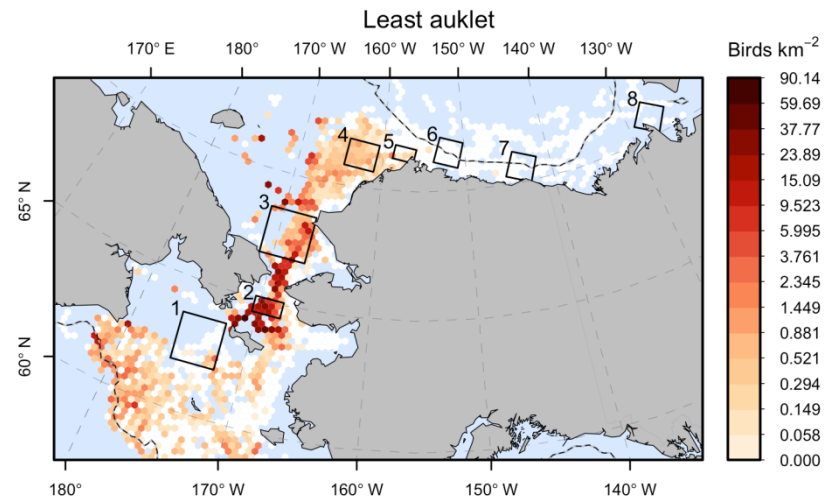 Least auklet
170° E
180°
170° W
160° W
150° W
140° W
130° W
Birds km⁻²
65° N
60° N
1
2
3
4
5
6
7
8
90.14
59.69
37.77
23.89
15.09
9.523
5.995
3.761
2.345
1.449
0.881
0.521
0.294
0.149
0.058
0.000
180°
170° W
160° W
150° W
140° W